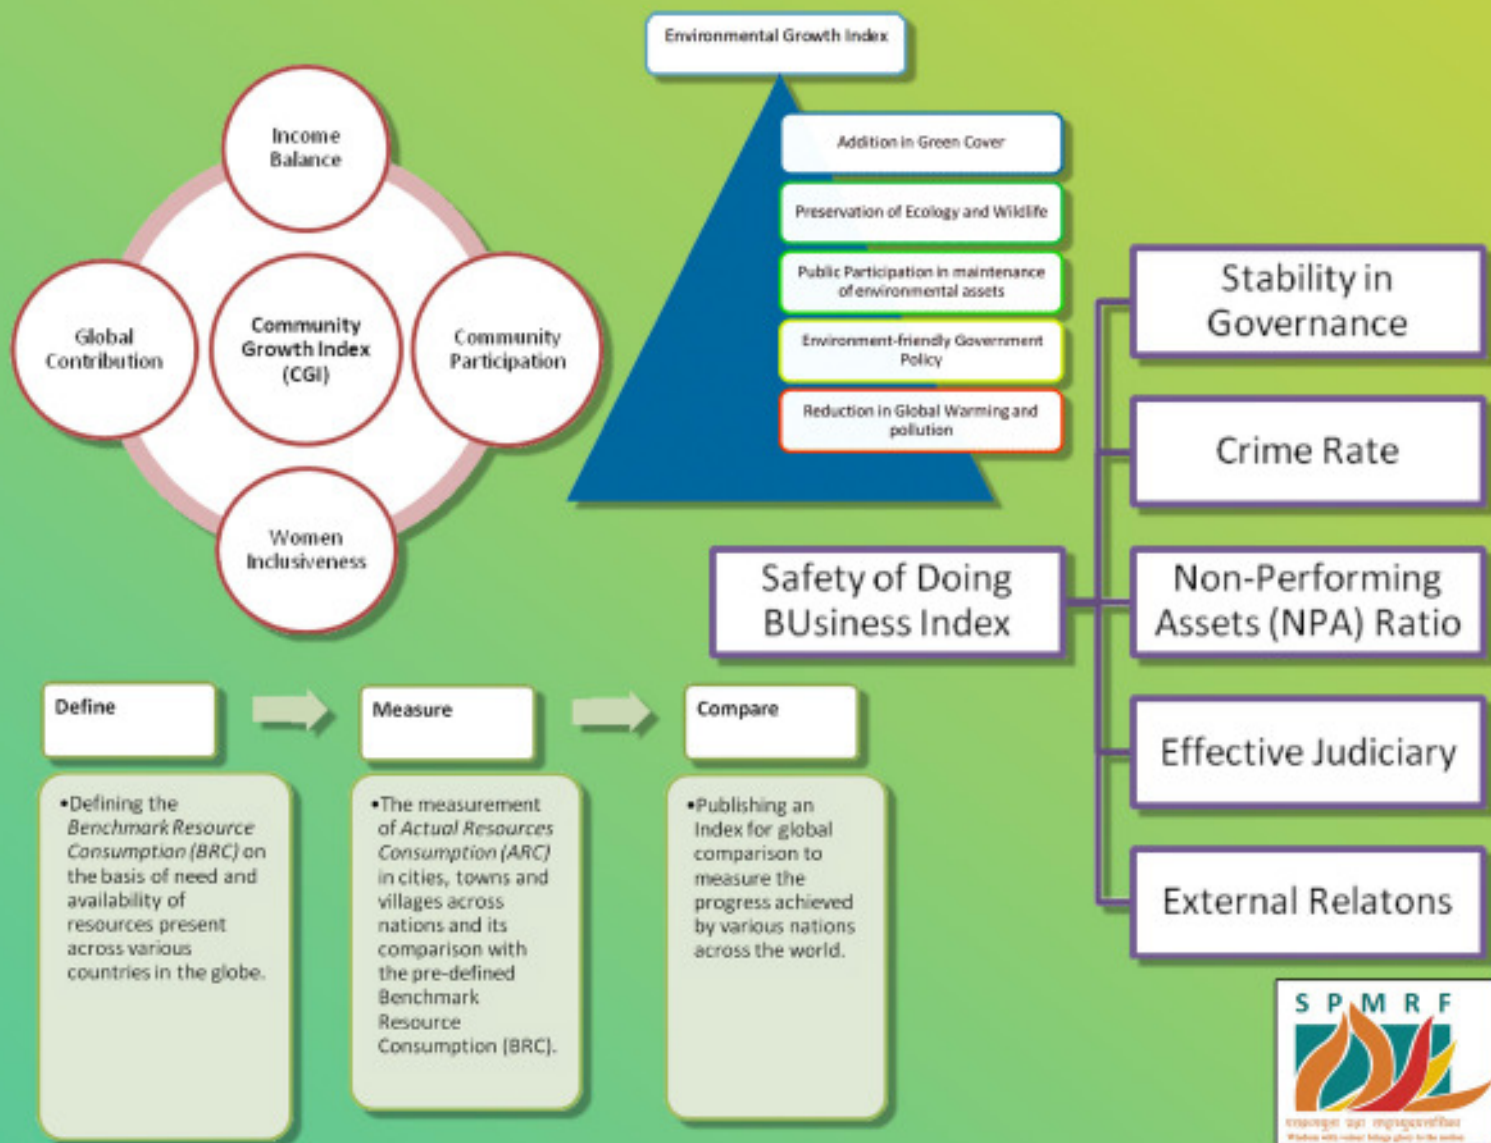 Environmental Growth Index
Addition in Green Cover
Preservation of Ecology and Wildlife
Public Participation in maintenance
of environmental assets
Environment-friendly Government
Policy
Reduction in Global Warming and
pollution
Income
Balance
Global
Contribution
Community
Growth Index
(CGI)
Community
Participation
Women
Inclusiveness
Safety of Doing
BUsiness Index
Stability in
Governance
Crime Rate
Non-Performing
Assets (NPA) Ratio
Effective Judiciary
External Relatons
Define
•Defining the
Benchmark Resource
Consumption (BRC) on
the basis of need and
availability of
resources present
across various
countries in the globe.
Measure
•The measurement
of Actual Resources
Consumption (ARC)
in cities, towns and
villages across
nations and its
comparison with
the pre-defined
Benchmark
Resource
Consumption (BRC).
Compare
•Publishing an
Index for global
comparison to
measure the
progress achieved
by various nations
across the world.
S P M R F